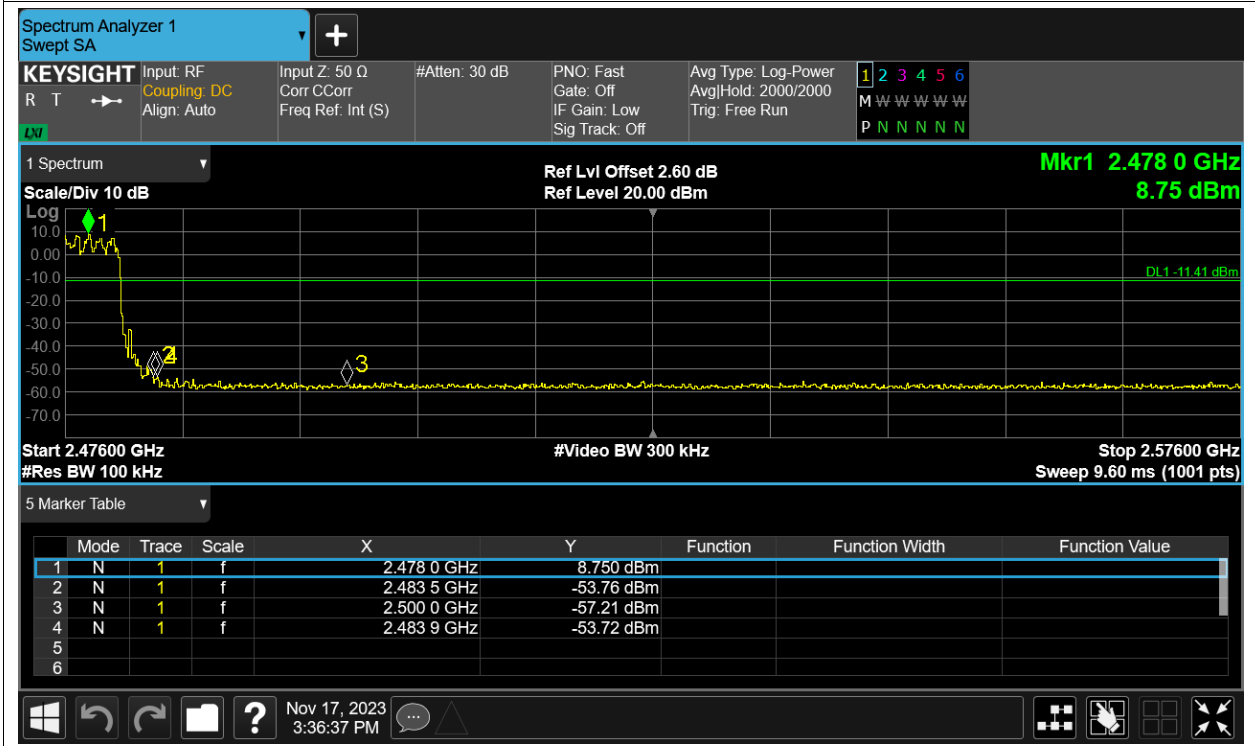 Spectrum Analyzer 1
Swept SA
KEYSIGHT
R T
LXI
Input: RF
Coupling: DC
Align: Auto
Input Z: 50 Ω
Corr CCorr
Freq Ref: Int (S)
#Atten: 30 dB
PNO: Fast
Gate: Off
IF Gain: Low
Sig Track: Off
Avg Type: Log-Power
Avg|Hold: 2000/2000
Trig: Free Run
1 2 3 4 5 6
M W W W W W
P N N N N N
1 Spectrum
Scale/Div 10 dB
Ref Lvl Offset 2.60 dB
Ref Level 20.00 dBm
Mkr1 2.478 0 GHz
8.75 dBm
Log
10.0
0.00
-10.0
-20.0
-30.0
-40.0
-50.0
-60.0
-70.0
1
2 4
3
DL1 -11.41 dBm
Start 2.47600 GHz
#Res BW 100 kHz
#Video BW 300 kHz
Stop 2.57600 GHz
Sweep 9.60 ms (1001 pts)
5 Marker Table
Mode Trace Scale X Y Function Function Width Function Value
1 N 1 f 2.478 0 GHz 8.750 dBm
2 N 1 f 2.483 5 GHz -53.76 dBm
3 N 1 f 2.500 0 GHz -57.21 dBm
4 N 1 f 2.483 9 GHz -53.72 dBm
5
6
?
Nov 17, 2023
3:36:37 PM